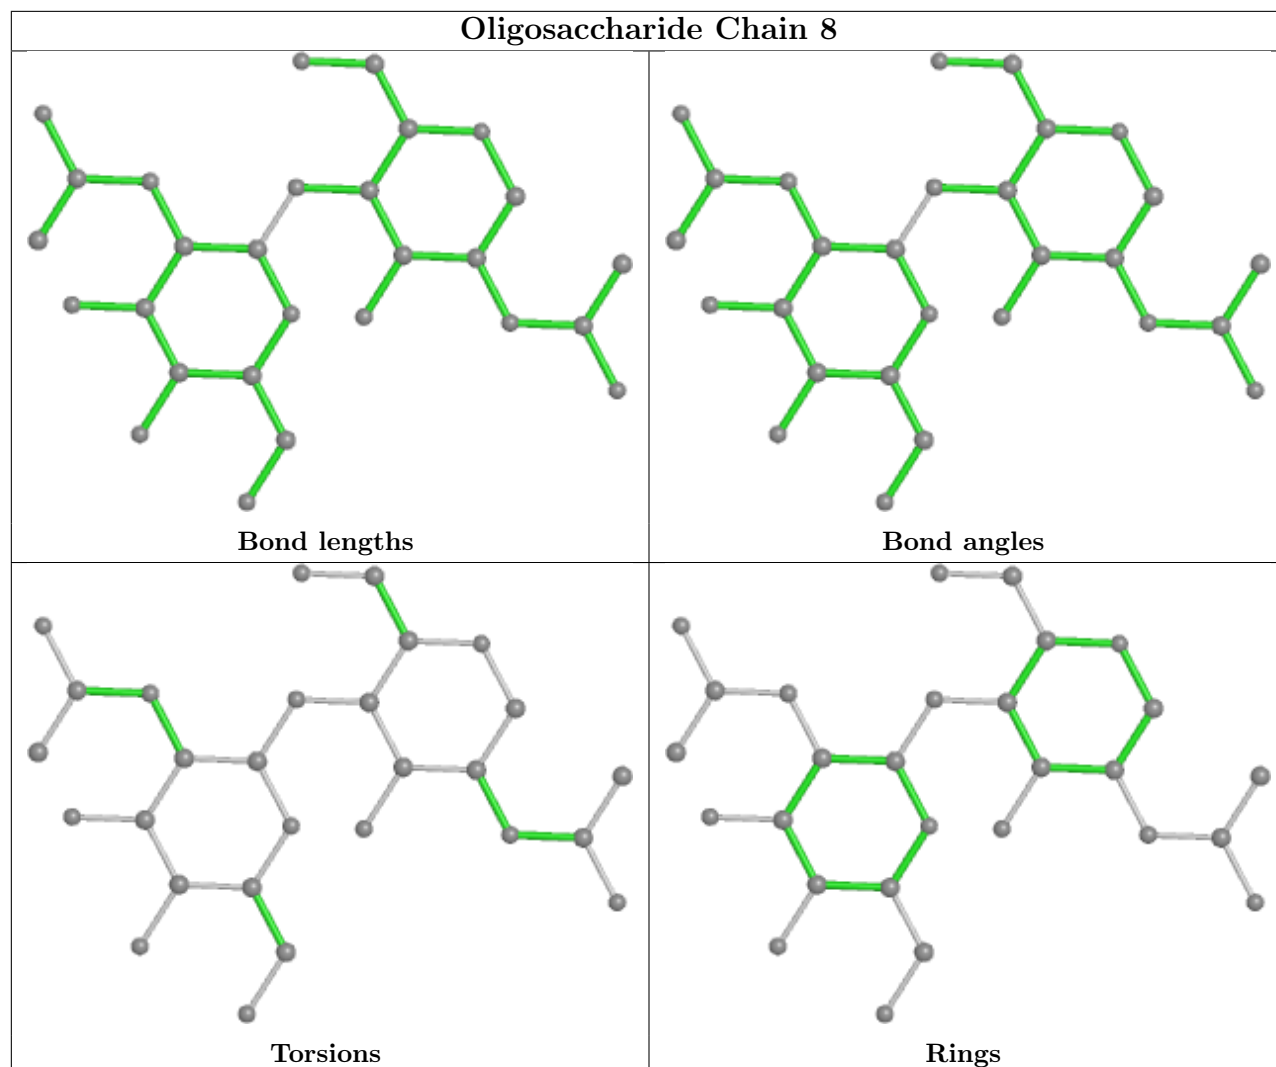 Oligosaccharide Chain 8
Bond lengths
Bond angles
Torsions
Rings